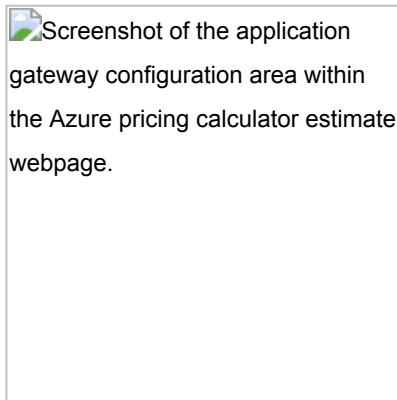 Screenshot of the application
gateway configuration area within
the Azure pricing calculator estimate
webpage.